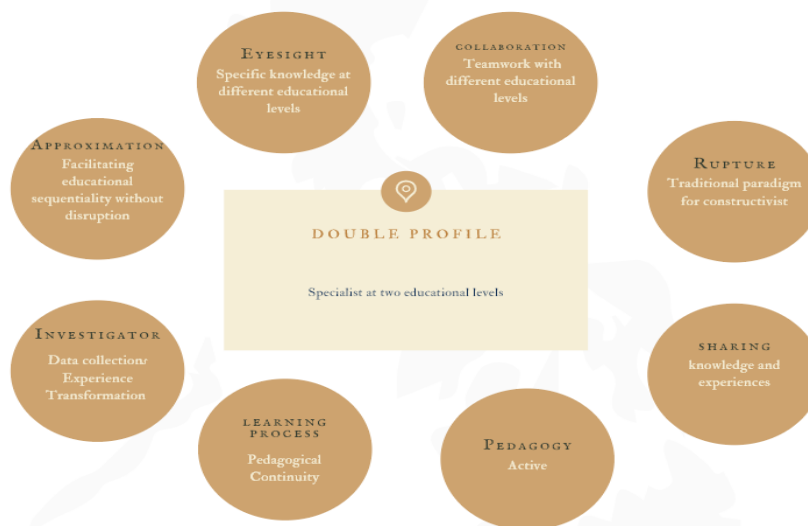 EYESIGHT
Specific knowledge at
different educational
levels
COLLABORATION
Teamwork with
different educational
levels
APPROXIMATION
Facilitating
educational
sequentiality without
disruption
RUPTURE
Traditional paradigm
for constructivist
DOUBLE PROFILE
Specialist at two educational levels
INVESTIGATOR
Data collection/
Experience
Transformation
SHARING
knowledge and
experiences
LEARNING
PROCESS
Pedagogical
Continuity
PEDAGOGY
Active